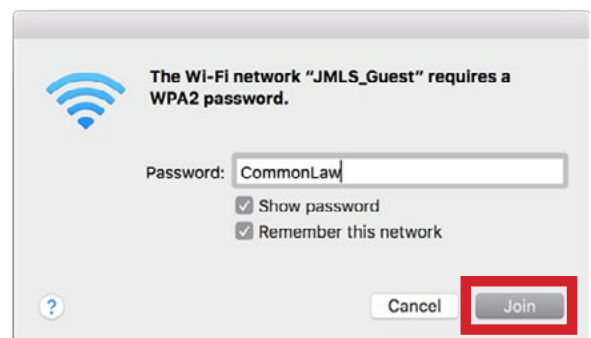 The Wi-Fi network “JMLS_Guest” requires a
WPA2 password.
Password: CommonLaw
Show password
Remember this network
?
Cancel Join